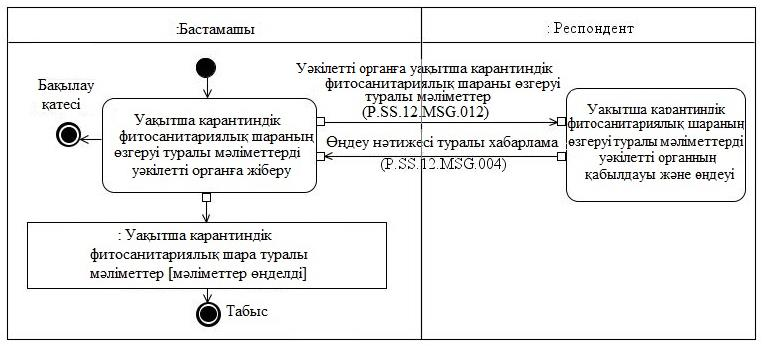 :Бастамашы
: Респондент
Уәкілетті органға уақытша карантиндік
фитосанитариялық шараны өзгеруі
туралы мәліметтер
(P.SS.12.MSG.012)
Бақылау
қатесі
Уақытша карантиндік
фитосанитариялық шараның
өзгеруі туралы мәліметтерді
уәкілетті органға жіберу
Өңдеу нәтижесі туралы хабарлама
(P.SS.12.MSG.004)
Уақытша карантиндік
фитосанитариялық шараның
өзгеруі туралы мәліметтерді
уәкілетті органның
қабылдауы және өңдеуі
: Уақытша карантиндік
фитосанитариялық шара туралы
мәліметтер [мәліметтер өңделді]
Табыс